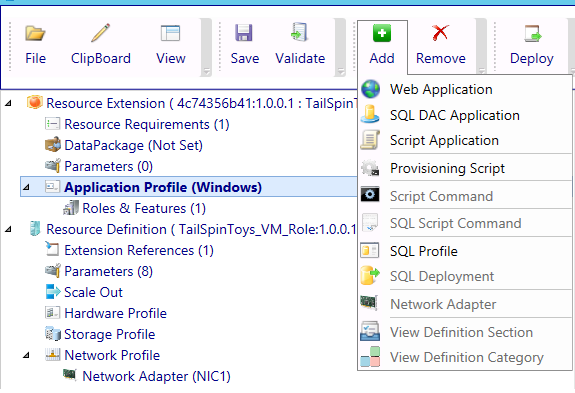 File
ClipBoard
View
Save
Validate
Add
Remove
Deploy
Web Application
SQL DAC Application
Script Application
Provisioning Script
Script Command
SQL Script Command
SQL Profile
SQL Deployment
Network Adapter
View Definition Section
View Definition Category
Resource Extension ( 4c74356b41:1.0.0.1 : TailSpinT
Resource Requirements (1)
DataPackage (Not Set)
Parameters (0)
Application Profile (Windows)
Roles & Features (1)
Resource Definition ( TailSpinToys_VM_Role:1.0.0.1
Extension References (1)
Parameters (8)
Scale Out
Hardware Profile
Storage Profile
Network Profile
Network Adapter (NIC1)